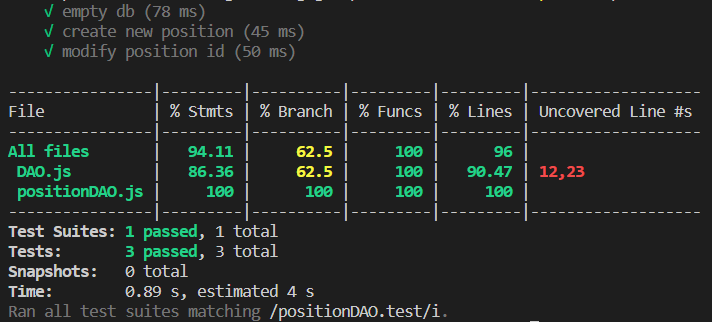 √ empty db (78 ms)
√ create new position (45 ms)
√ modify position id (50 ms)
----------------|---------|----------|---------|---------|-------------------
File            | % Stmts | % Branch | % Funcs | % Lines | Uncovered Line #s
----------------|---------|----------|---------|---------|-------------------
All files       |   94.11 |     62.5 |     100 |      96 |
 DAO.js         |   86.36 |     62.5 |     100 |   90.47 | 12,23
 positionDAO.js |     100 |      100 |     100 |     100 |
----------------|---------|----------|---------|---------|-------------------
Test Suites: 1 passed, 1 total
Tests:       3 passed, 3 total
Snapshots:   0 total
Time:        0.89 s, estimated 4 s
Ran all test suites matching /positionDAO.test/i.